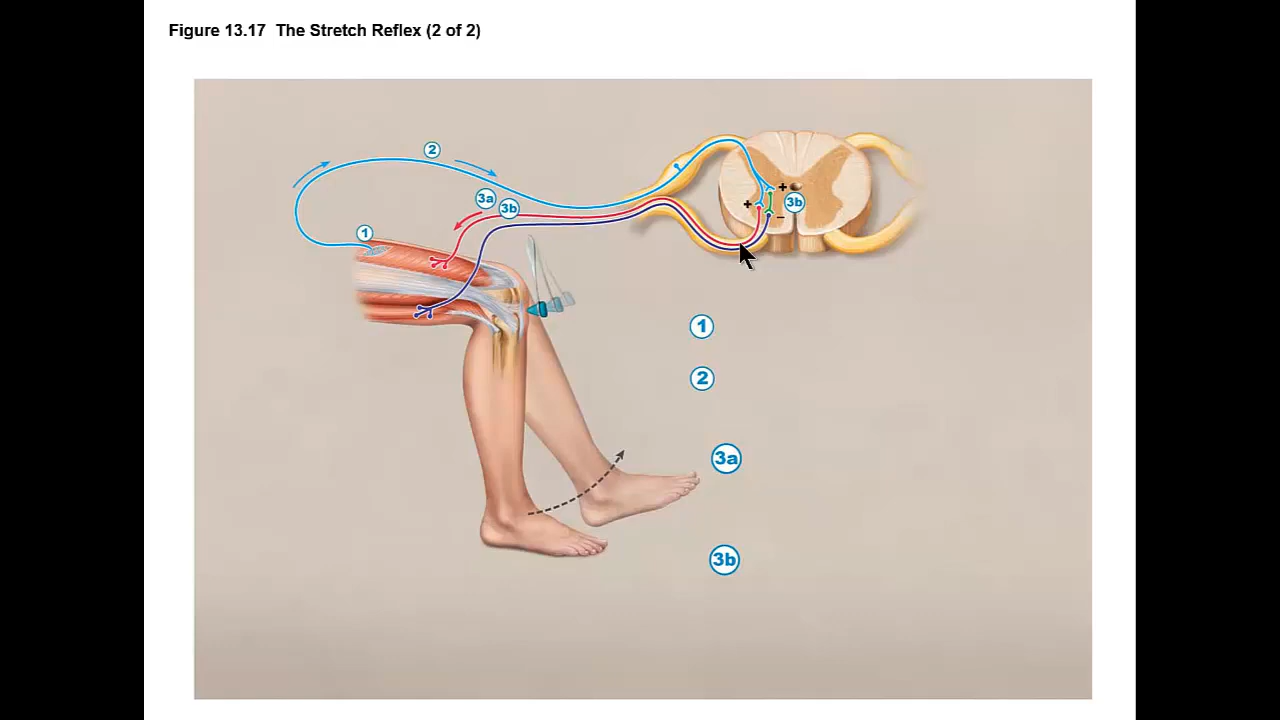 Figure 13.17 The Stretch Reflex (2 of 2)
2
3a
3b
1
+
+
3b
−
1
2
3a
3b